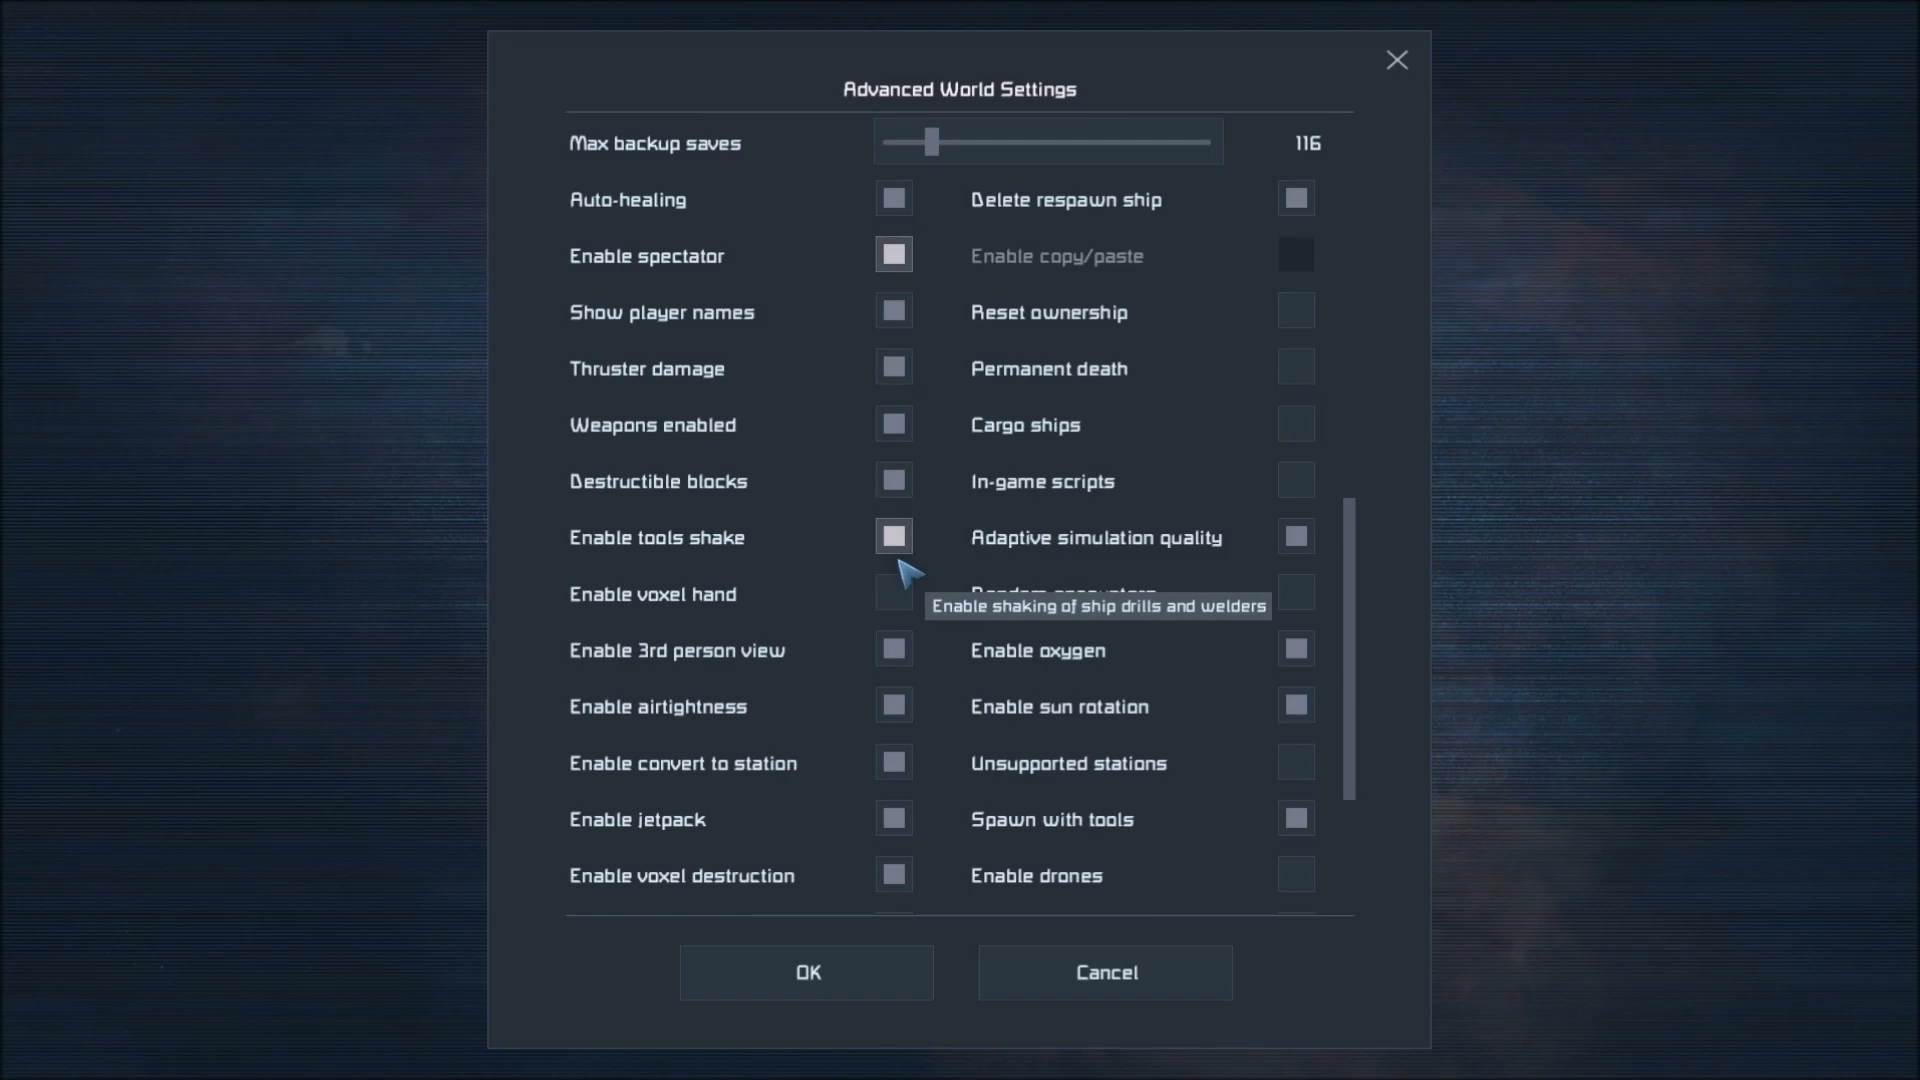 Advanced World Settings
Max backup saves 116
Auto-healing Delete respawn ship
Enable spectator Enable copy/paste
Show player names Reset ownership
Thruster damage Permanent death
Weapons enabled Cargo ships
Destructible blocks In-game scripts
Enable tools shake Adaptive simulation quality
Enable voxel hand
Enable shaking of ship drills and welders
Enable 3rd person view Enable oxygen
Enable airtightness Enable sun rotation
Enable convert to station Unsupported stations
Enable jetpack Spawn with tools
Enable voxel destruction Enable drones
OK Cancel